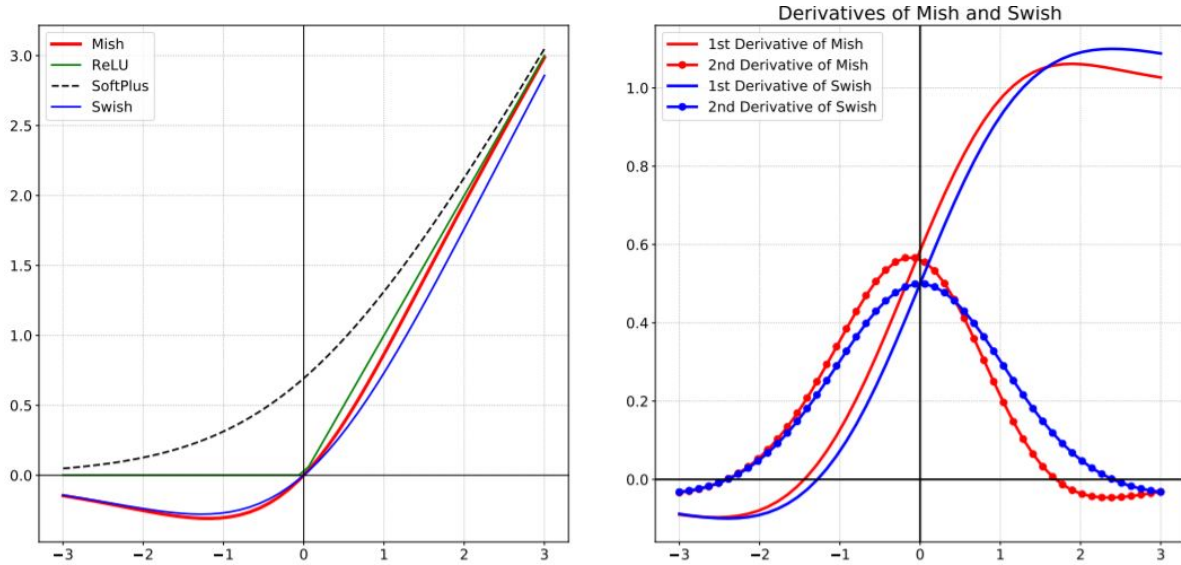 Mish
ReLU
SoftPlus
Swish
3.0
2.5
2.0
1.5
1.0
0.5
0.0
−3 −2 −1 0 1 2 3
Derivatives of Mish and Swish
1st Derivative of Mish
2nd Derivative of Mish
1st Derivative of Swish
2nd Derivative of Swish
1.0
0.8
0.6
0.4
0.2
0.0
−3 −2 −1 0 1 2 3